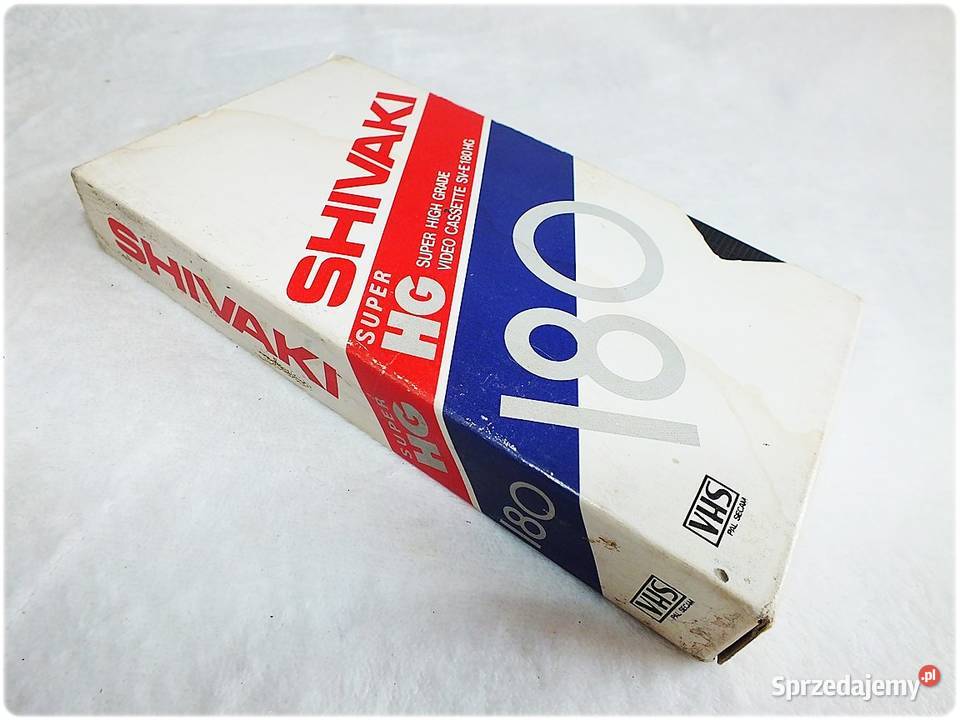 SHIVAKI
SUPER
HG
SUPER HIGH GRADE
VIDEO CASSETTE SV-E180HG
180
VHS
PAL SECAM
SHIVAKI
SUPER
HG
180
VHS
PAL SECAM
Sprzedajemy.pl